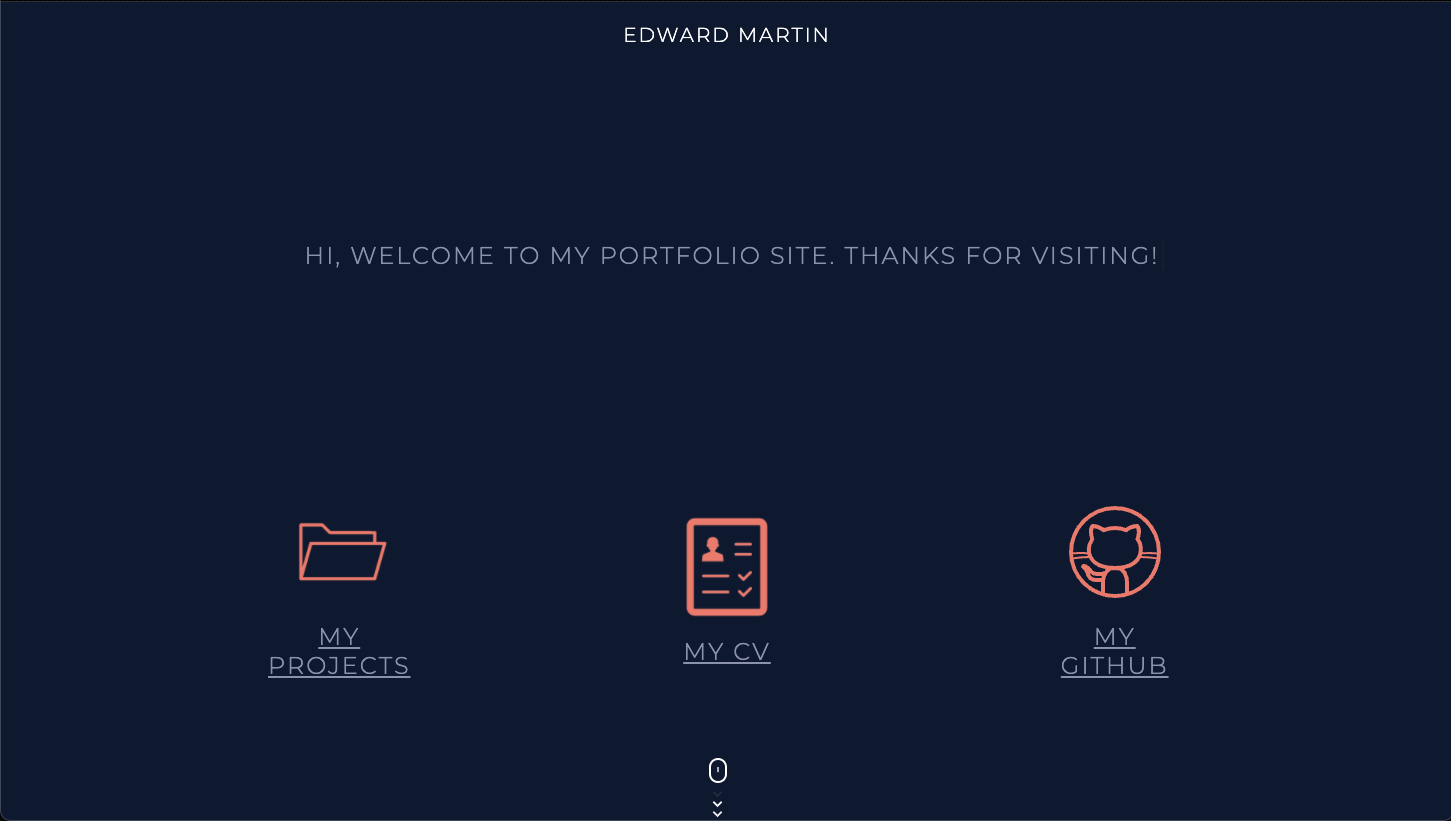 EDWARD MARTIN
HI, WELCOME TO MY PORTFOLIO SITE. THANKS FOR VISITING!
MY
PROJECTS
MY CV
MY
GITHUB